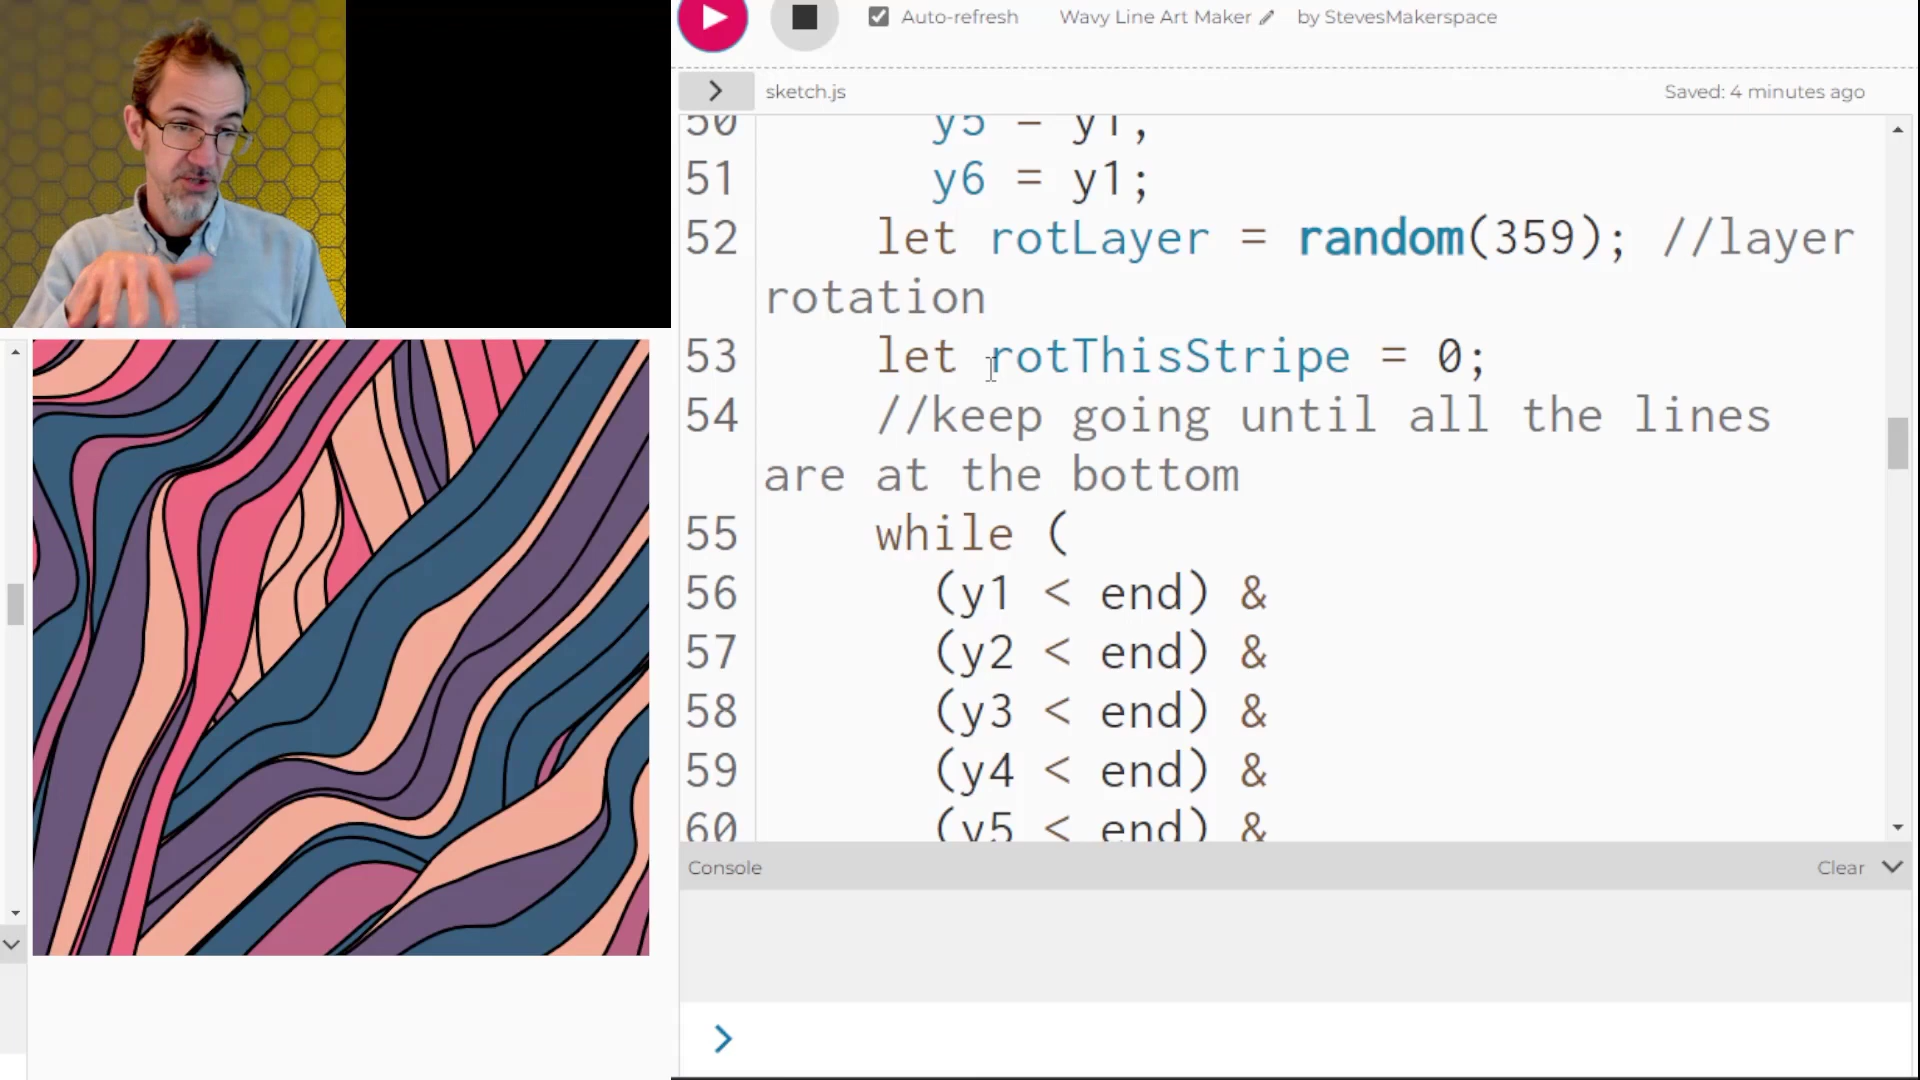 Auto-refresh Wavy Line Art Maker by StevesMakerspace
sketch.js Saved: 4 minutes ago
50 y5 = y1,
51 y6 = y1;
52 let rotLayer = random(359); //layer
rotation
53 let rotThisStripe = 0;
54 //keep going until all the lines
are at the bottom
55 while (
56 (y1 < end) &
57 (y2 < end) &
58 (y3 < end) &
59 (y4 < end) &
60 (y5 < end) &
Console Clear